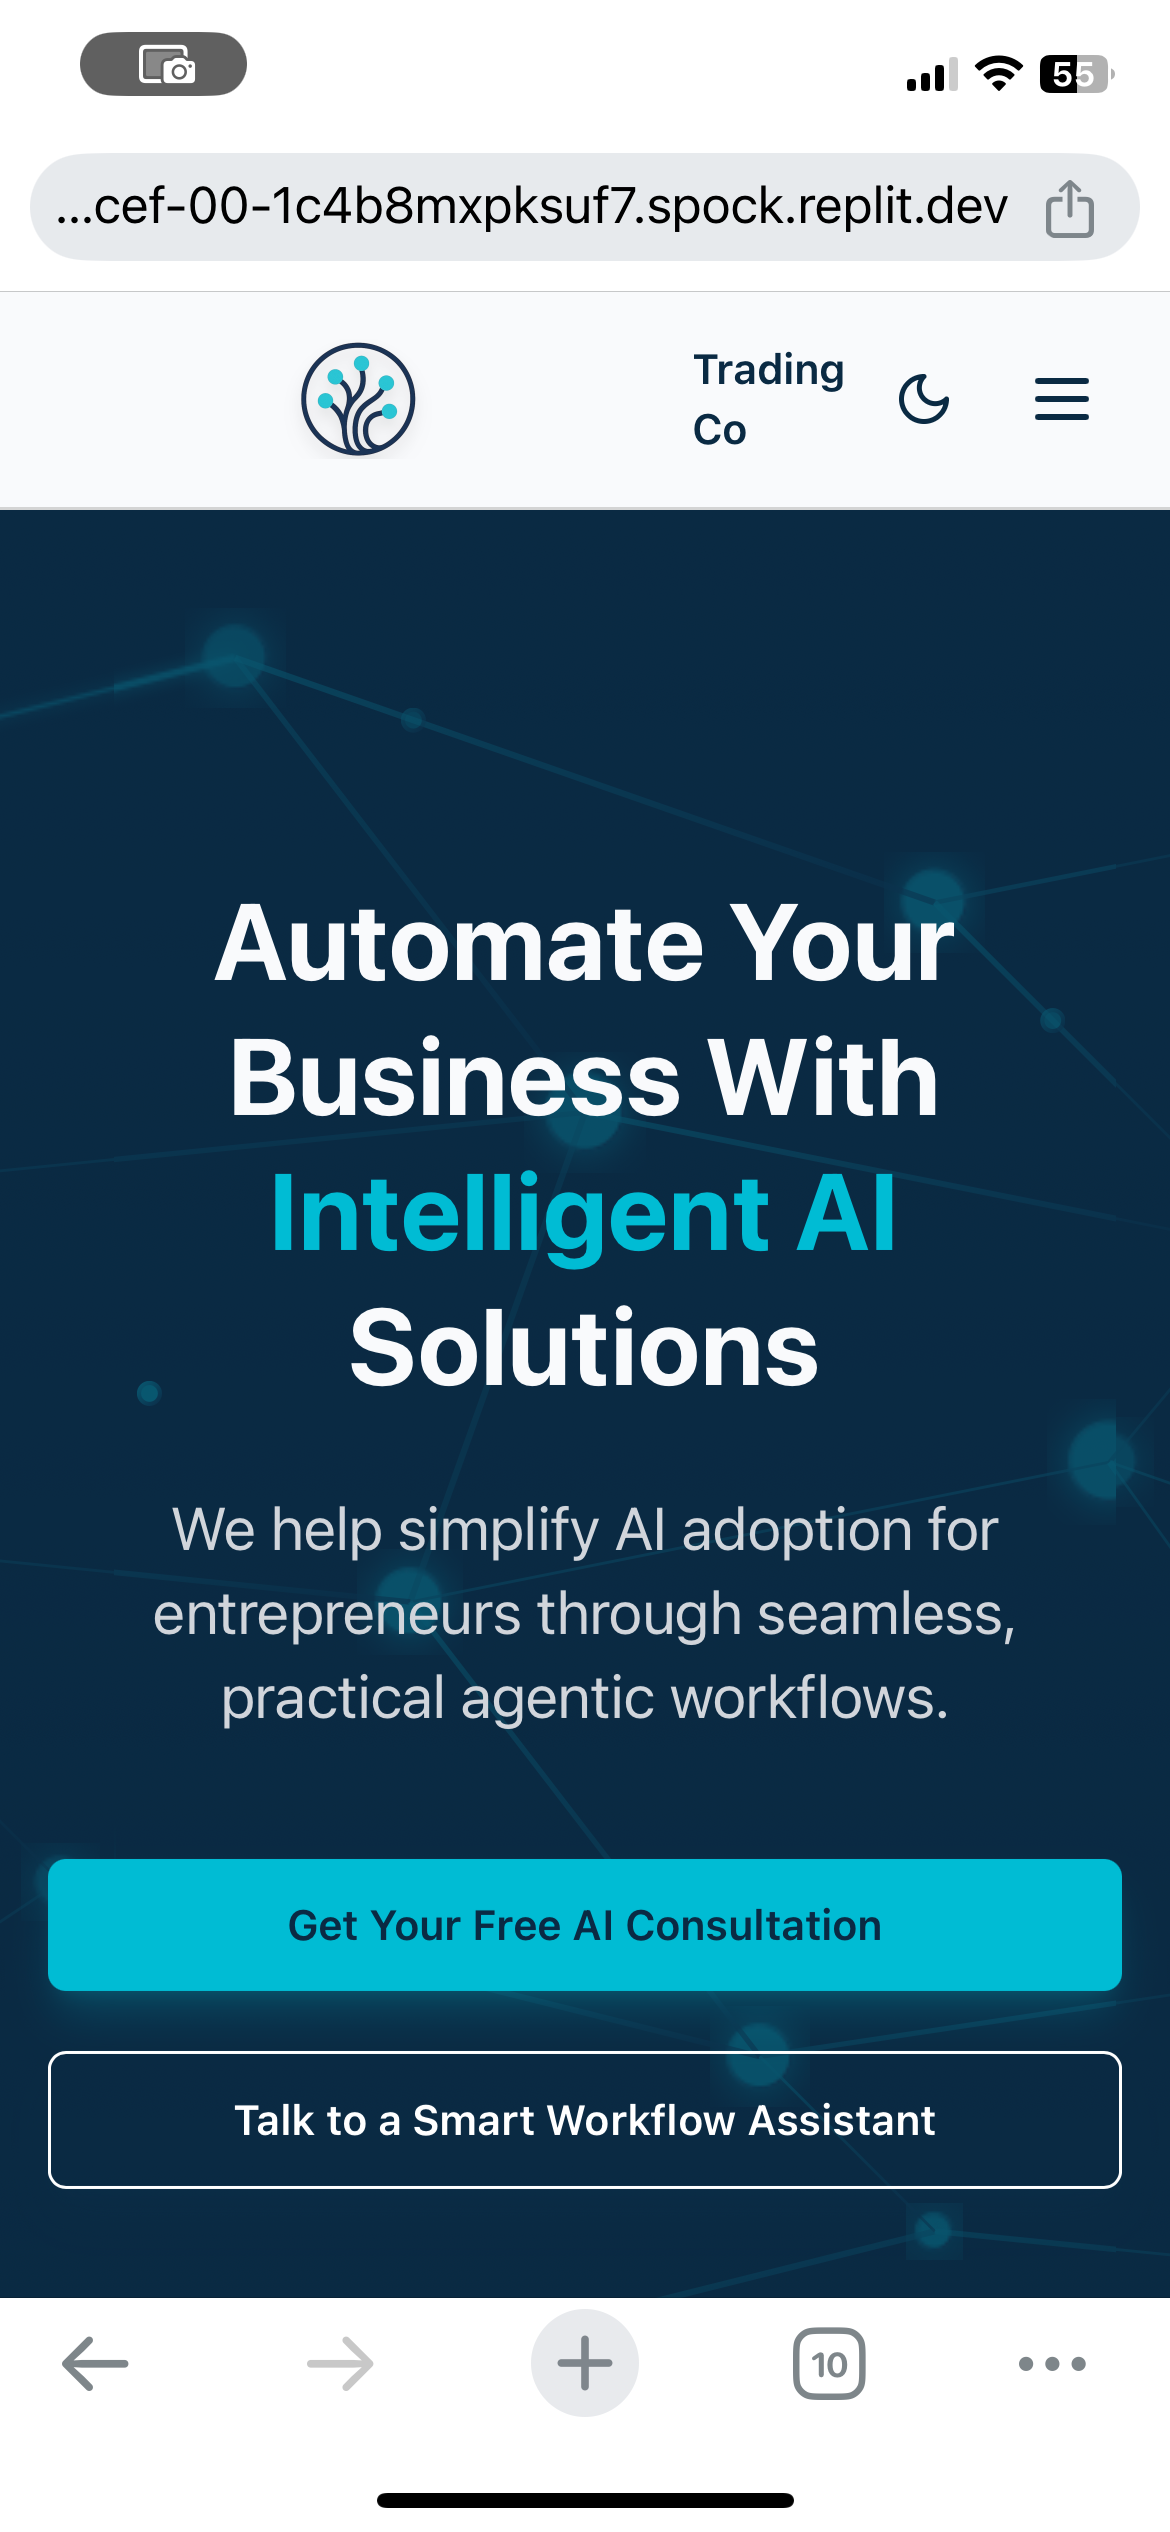 55
...cef-00-1c4b8mxpksuf7.spock.replit.dev
Trading
Co
Automate Your
Business With
Intelligent AI
Solutions
We help simplify AI adoption for
entrepreneurs through seamless,
practical agentic workflows.
Get Your Free AI Consultation
Talk to a Smart Workflow Assistant
10